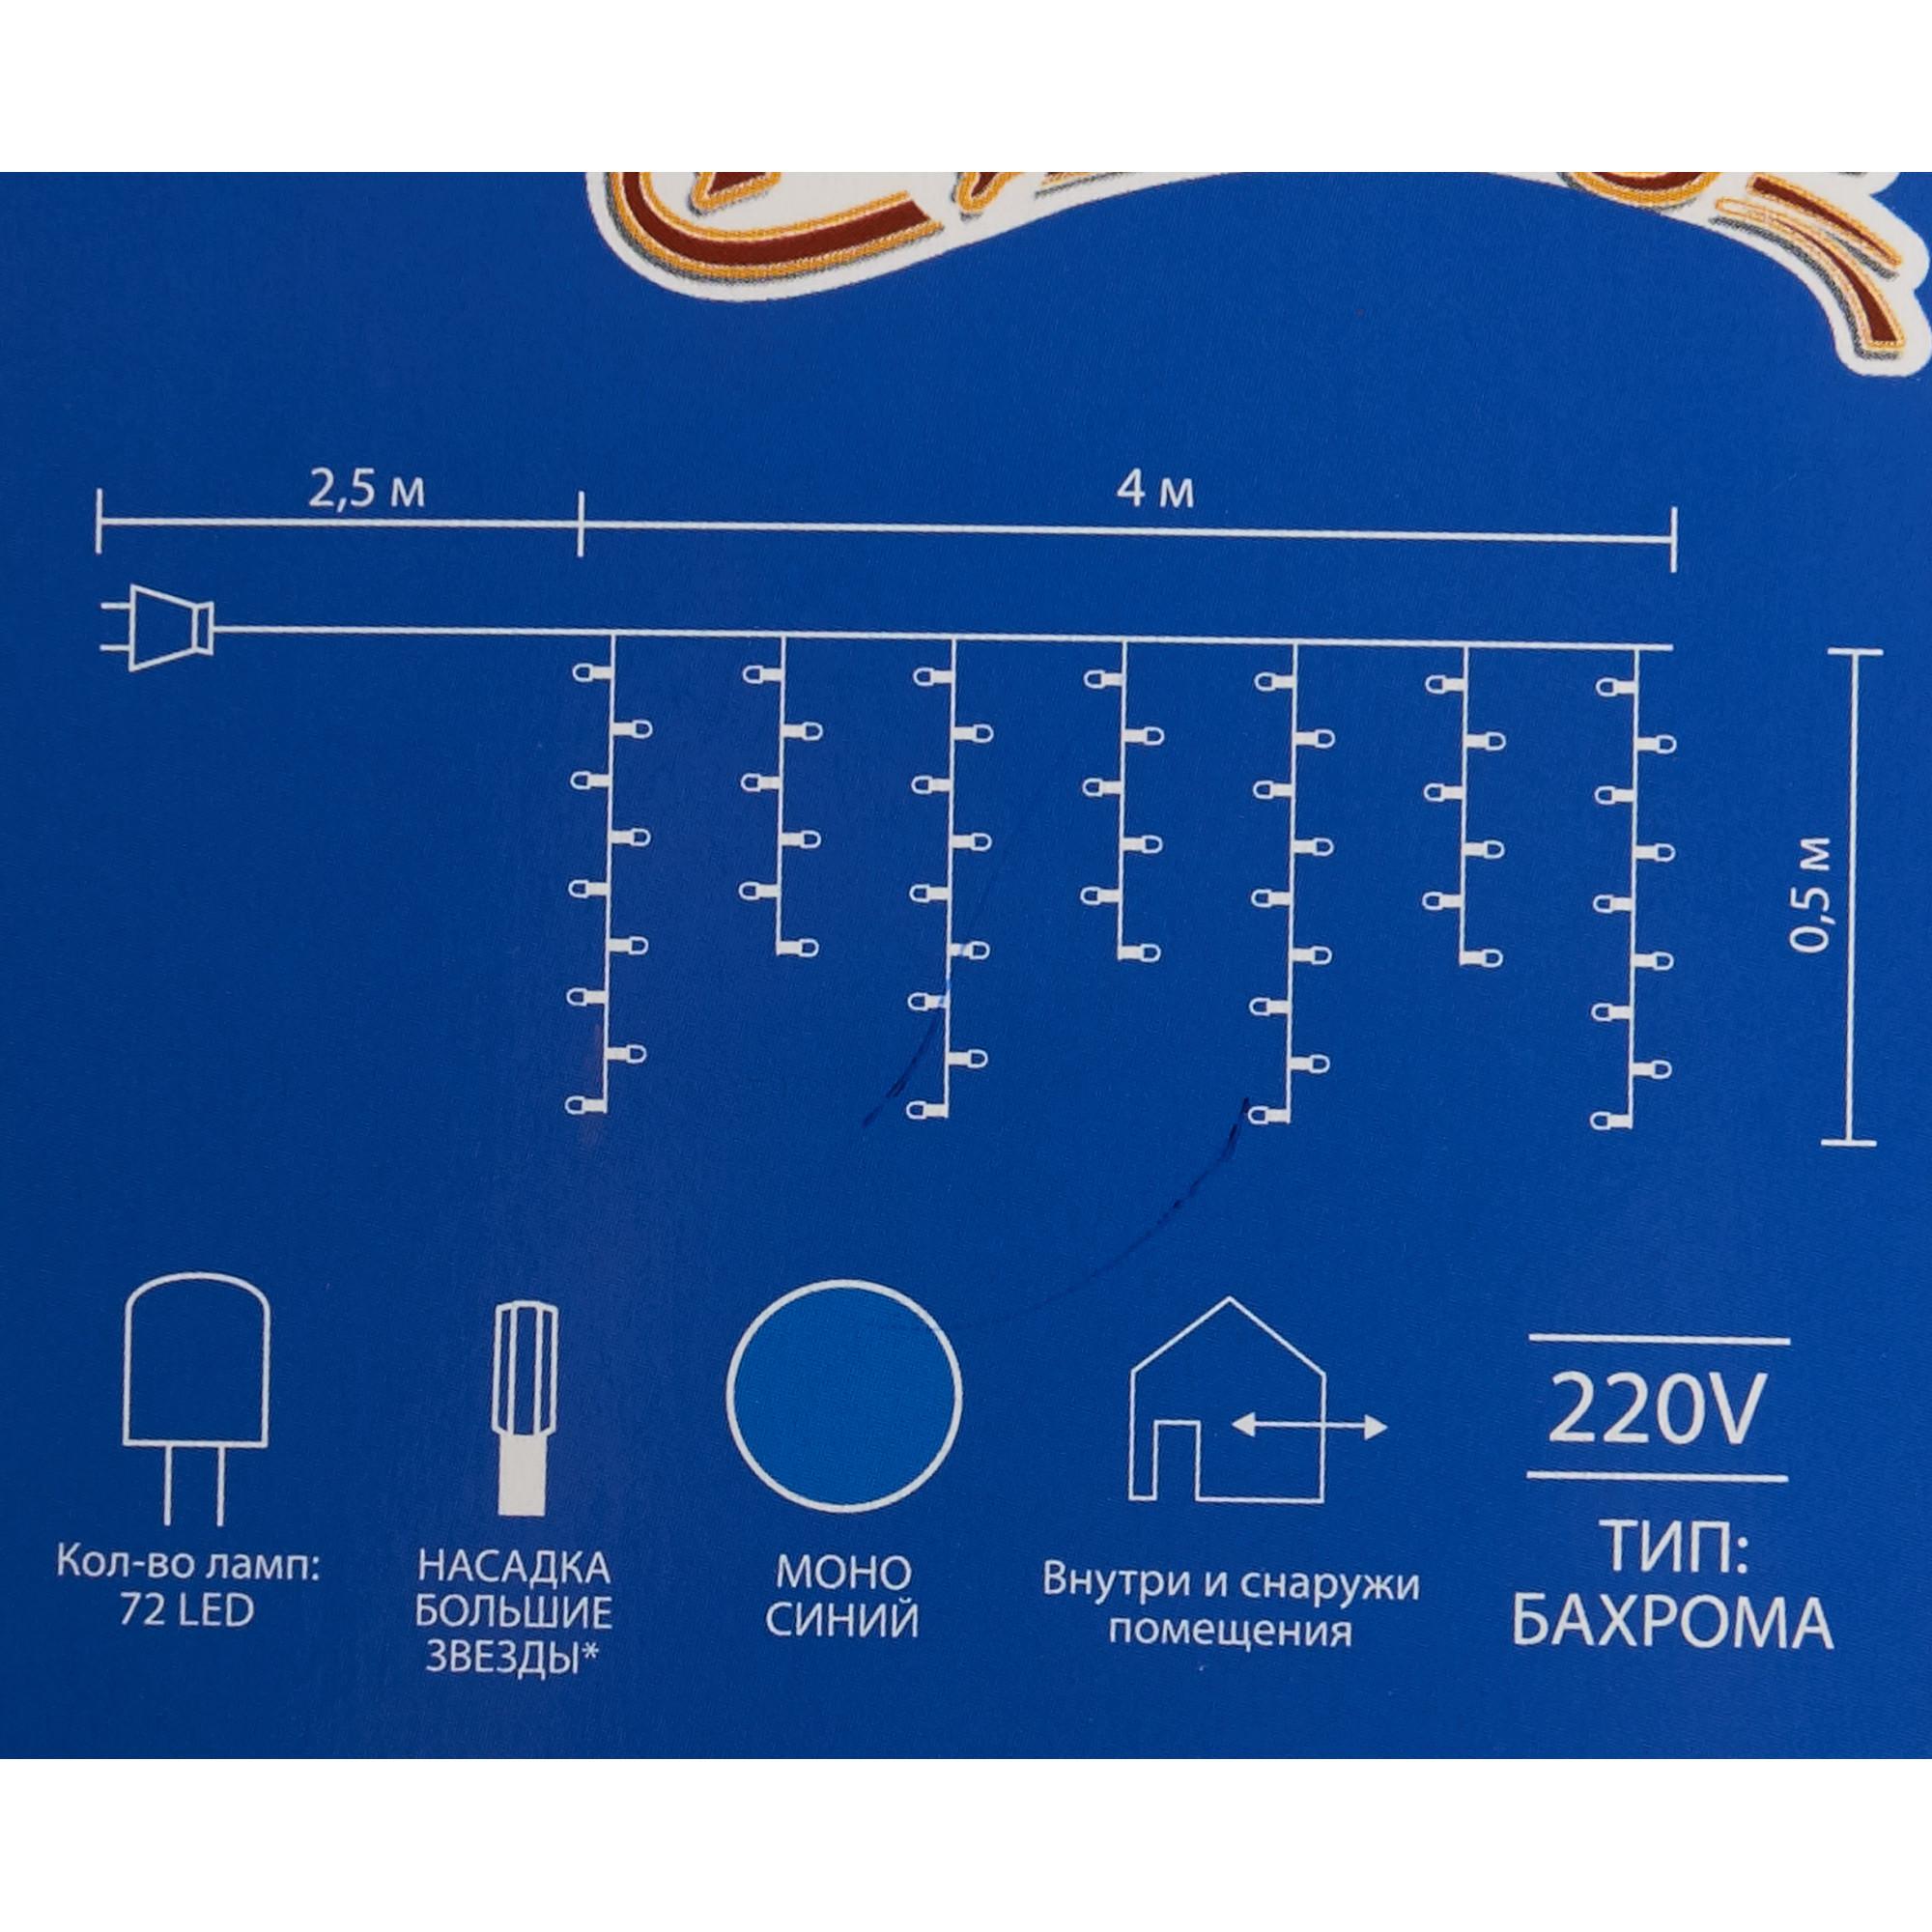 2,5 м
4 м
0,5 м
220V
Кол-во ламп:
72 LED
НАСАДКА
БОЛЬШИЕ
ЗВЕЗДЫ*
МОНО
СИНИЙ
Внутри и снаружи
помещения
ТИП:
БАХРОМА